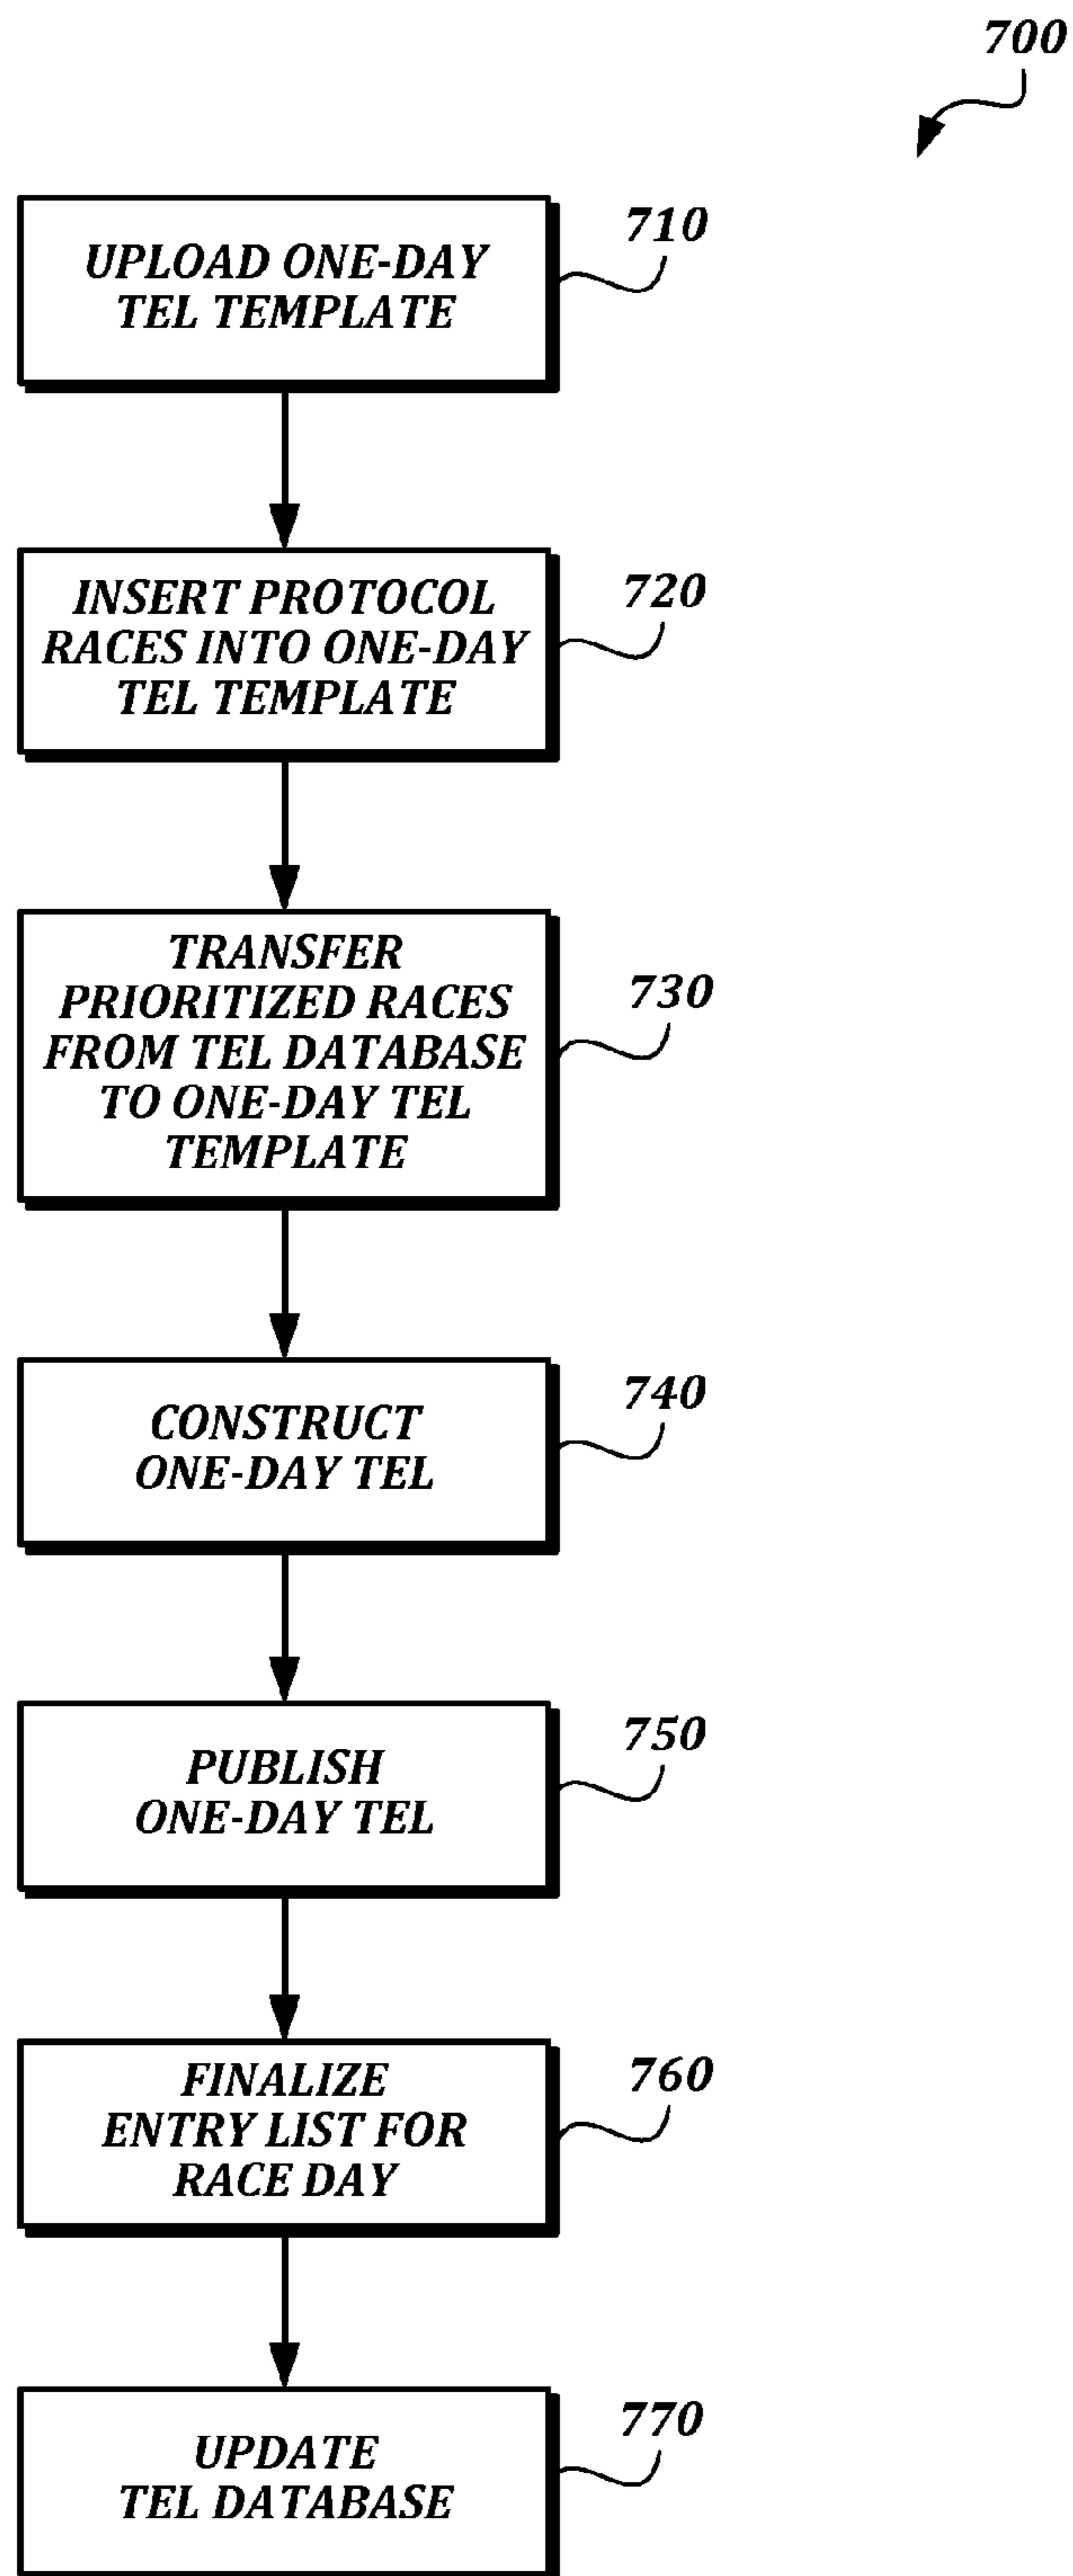 700
710
UPLOAD ONE-DAY
TEL TEMPLATE
720
INSERT PROTOCOL
RACES INTO ONE-DAY
TEL TEMPLATE
730
TRANSFER
PRIORITIZED RACES
FROM TEL DATABASE
TO ONE-DAY TEL
TEMPLATE
740
CONSTRUCT
ONE-DAY TEL
750
PUBLISH
ONE-DAY TEL
760
FINALIZE
ENTRY LIST FOR
RACE DAY
770
UPDATE
TEL DATABASE